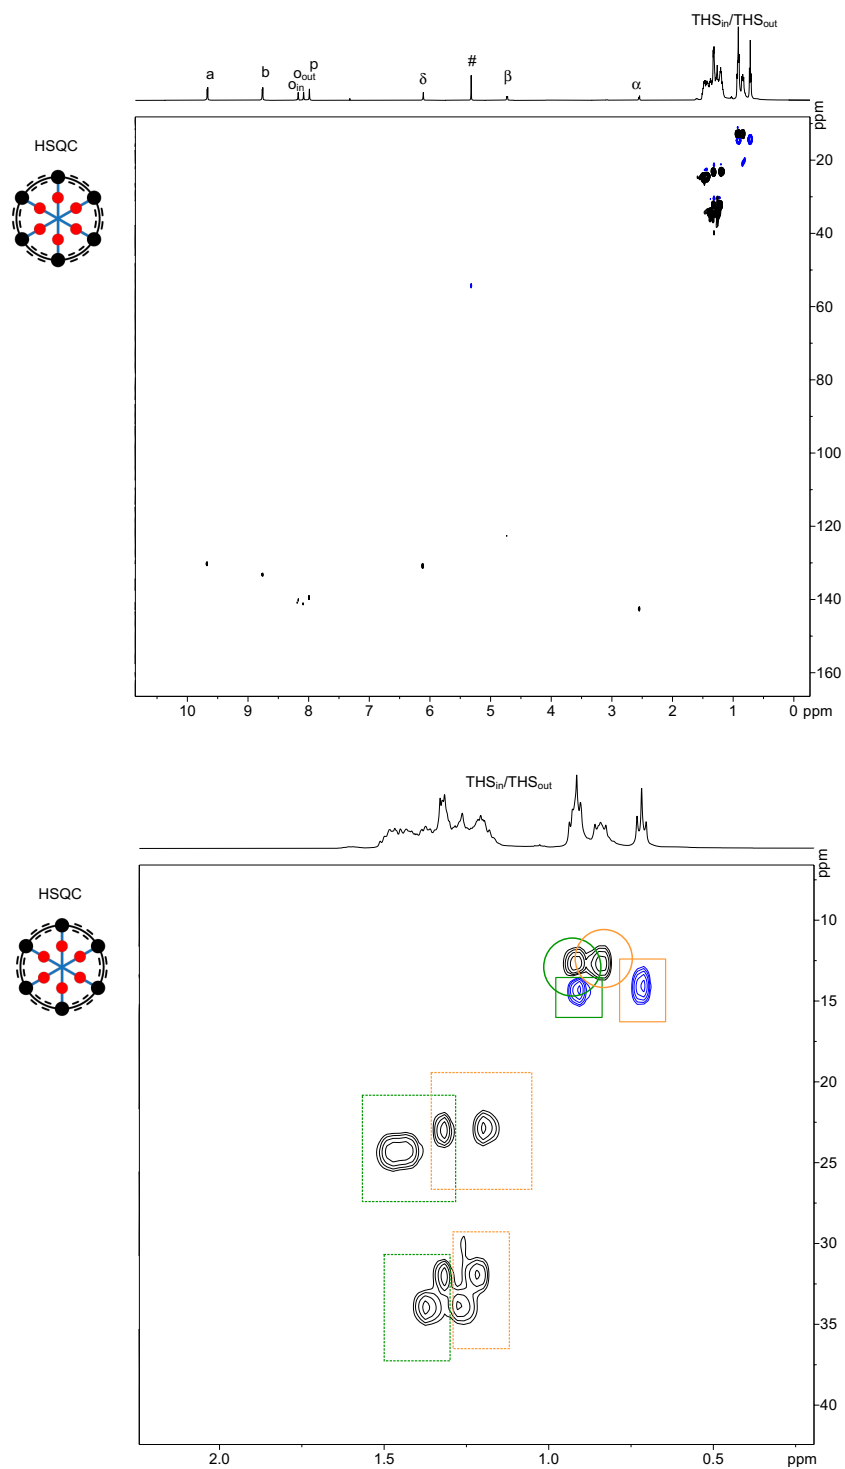 THSin/THSout
# 
a b oin oout p δ β α
ppm
HSQC
20
40
60
80
100
120
140
160
10 9 8 7 6 5 4 3 2 1 0 ppm
THSin/THSout
ppm
HSQC
10
15
20
25
30
35
40
2.0 1.5 1.0 0.5 ppm